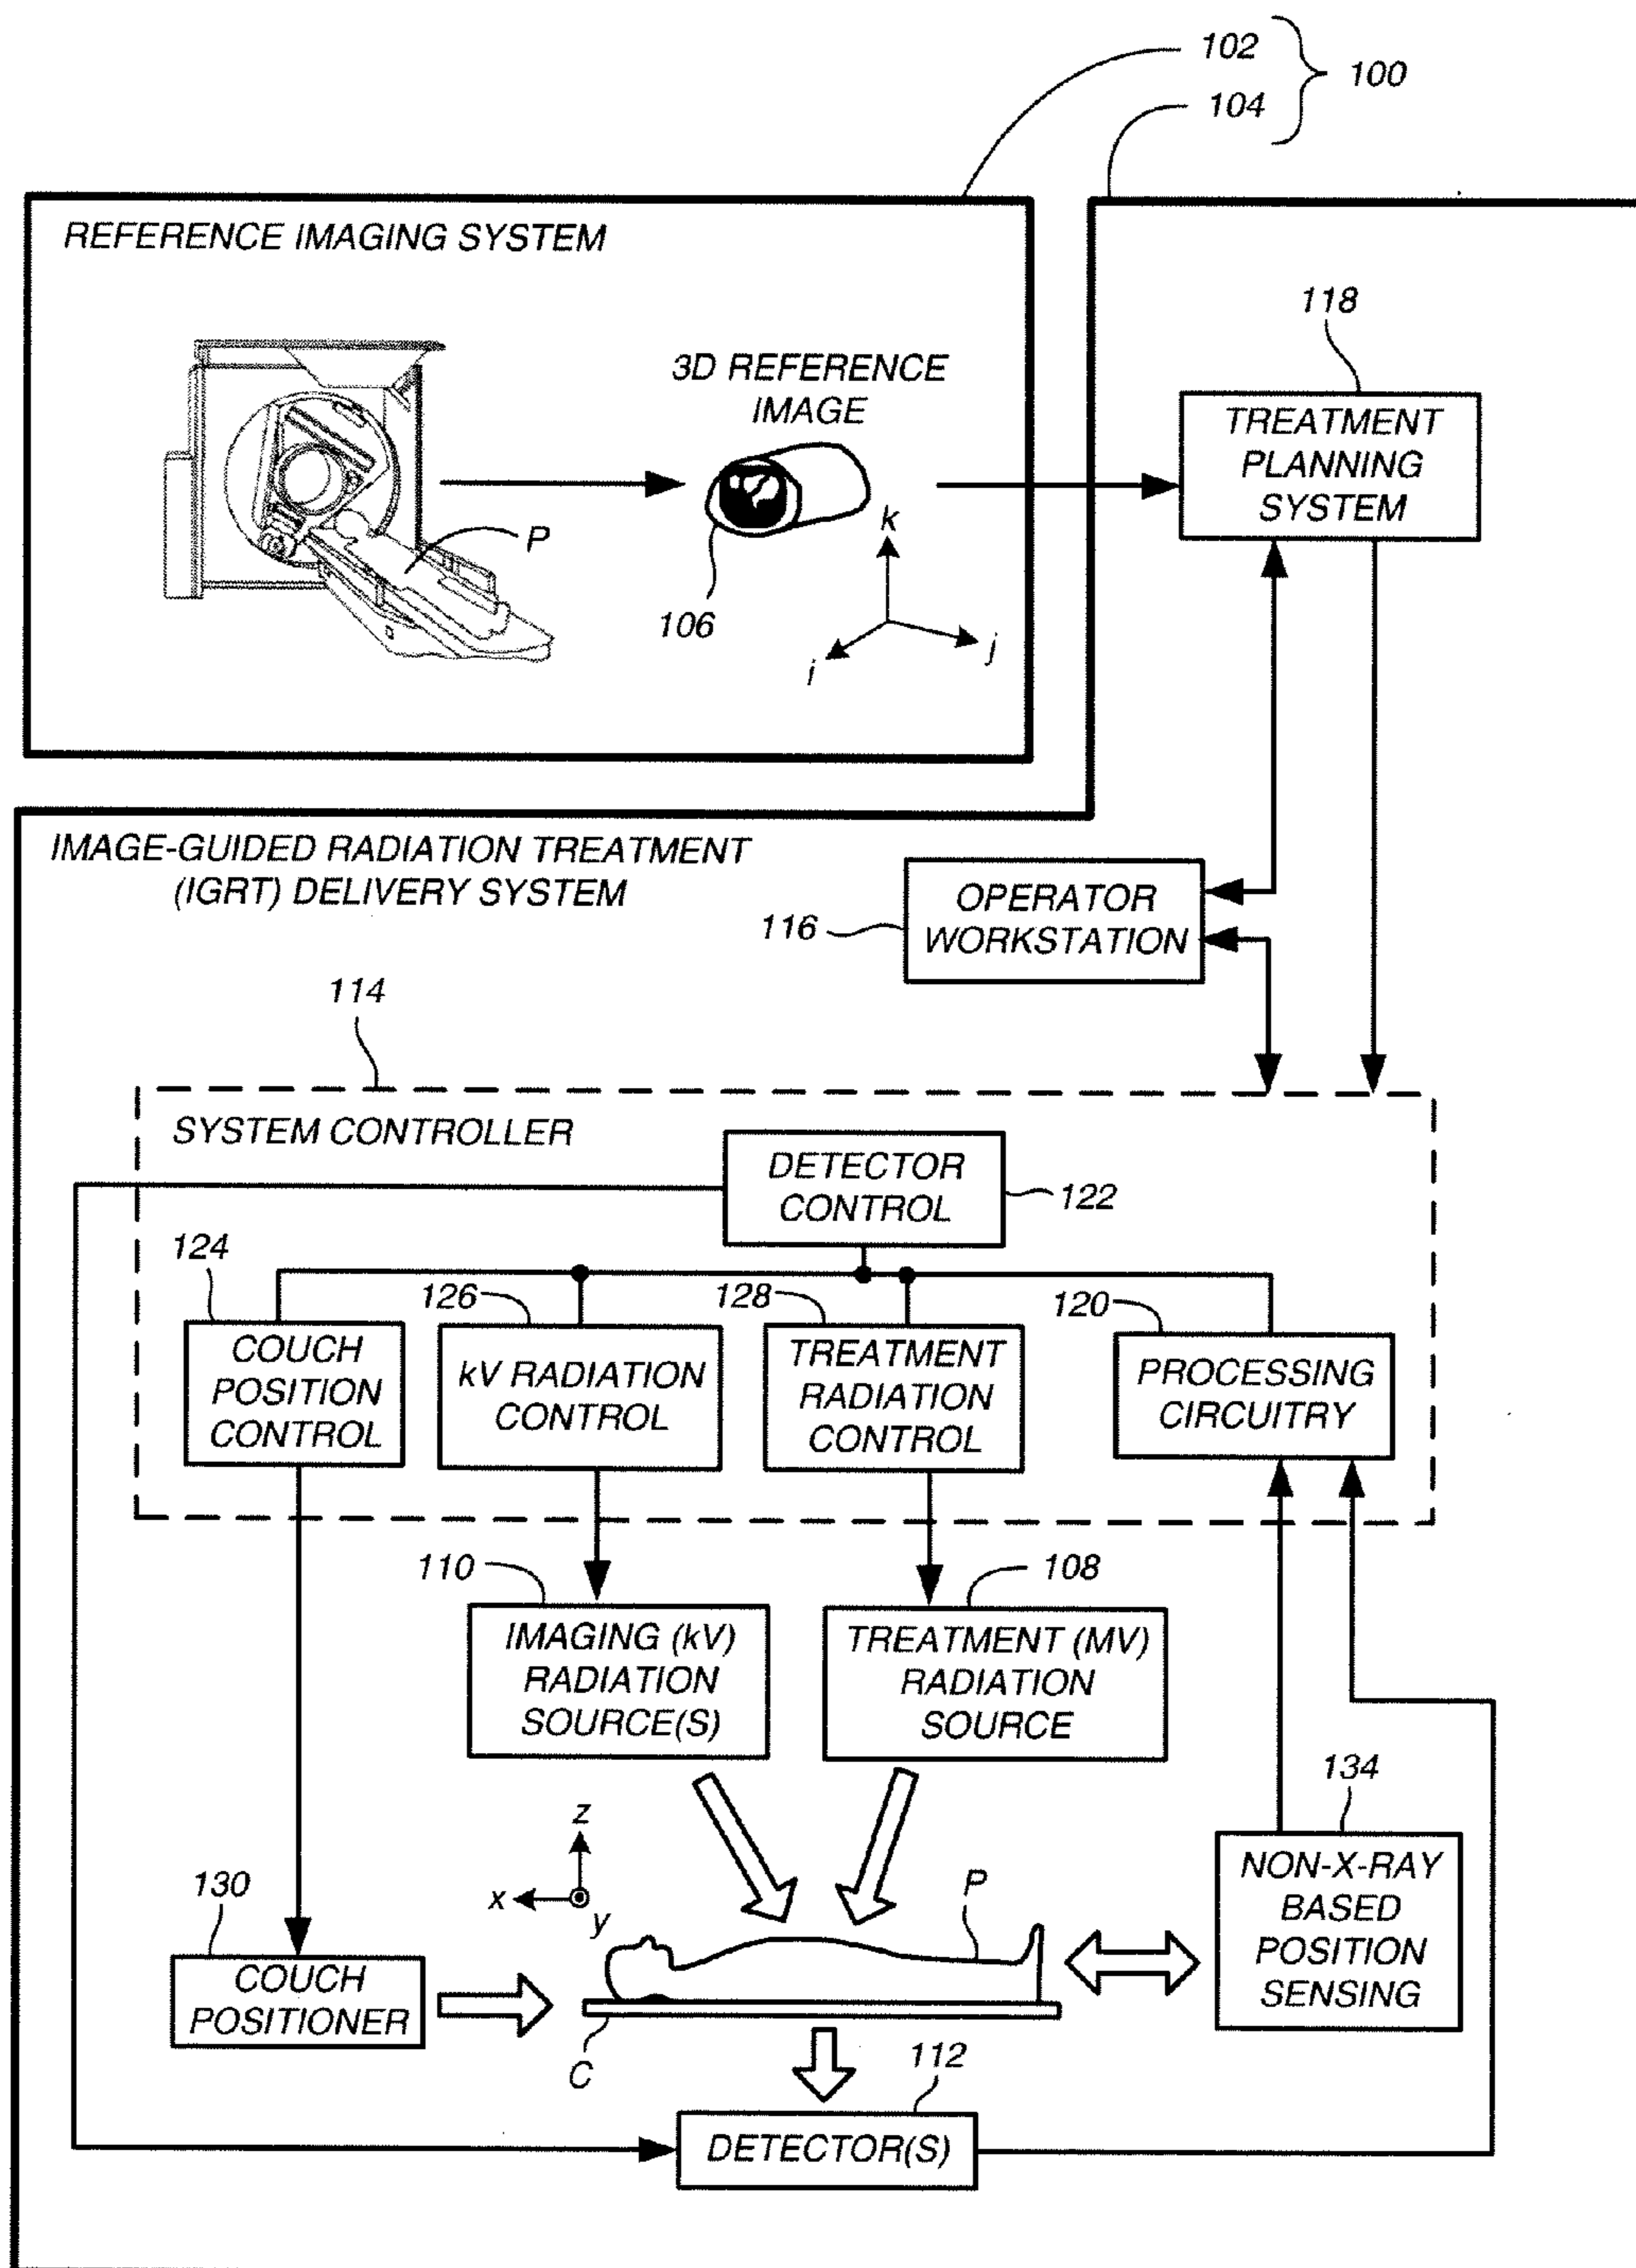 102
100
104
REFERENCE IMAGING SYSTEM
118
3D REFERENCE
IMAGE
TREATMENT
PLANNING
SYSTEM
P
k
106
i
j
IMAGE-GUIDED RADIATION TREATMENT
(IGRT) DELIVERY SYSTEM
OPERATOR
WORKSTATION
116
114
SYSTEM CONTROLLER
DETECTOR
CONTROL
122
124
126
128
120
COUCH
POSITION
CONTROL
kV RADIATION
CONTROL
TREATMENT
RADIATION
CONTROL
PROCESSING
CIRCUITRY
110
108
IMAGING (kV)
RADIATION
SOURCE(S)
TREATMENT (MV)
RADIATION
SOURCE
134
z
x
y
P
NON-X-RAY
BASED
POSITION
SENSING
130
COUCH
POSITIONER
C
112
DETECTOR(S)